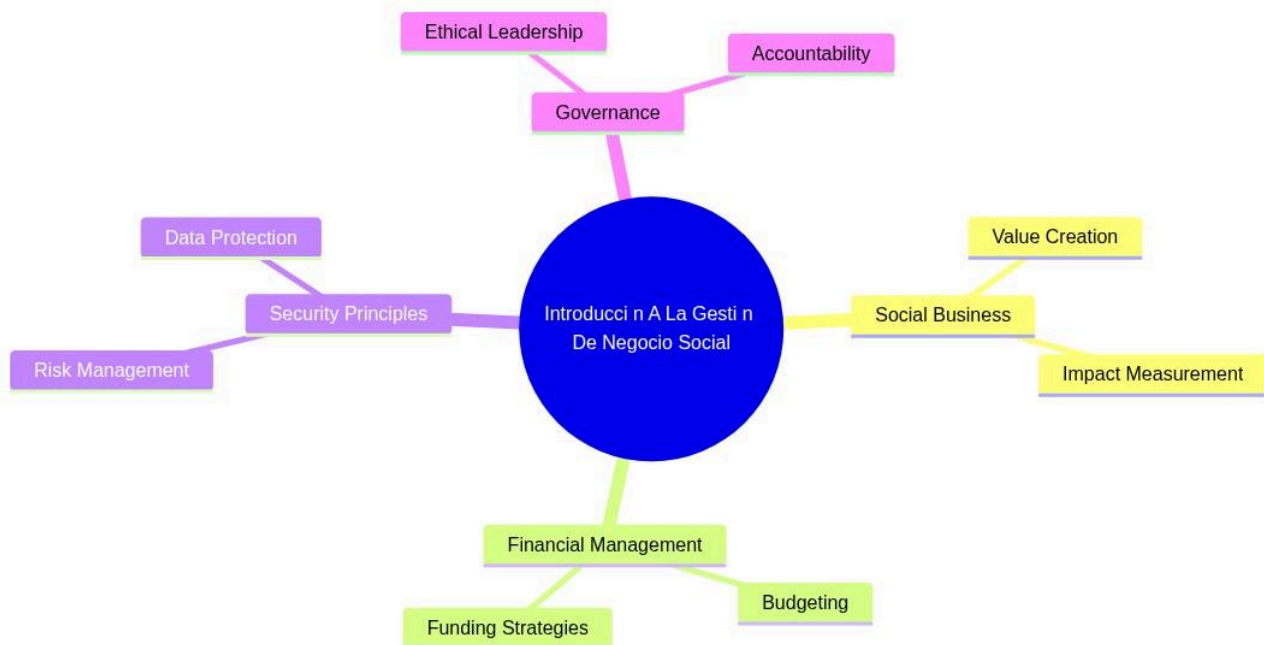 Ethical Leadership
Accountability
Governance
Data Protection
Value Creation
Security Principles
Introducci n A La Gesti n
De Negocio Social
Social Business
Risk Management
Impact Measurement
Financial Management
Budgeting
Funding Strategies